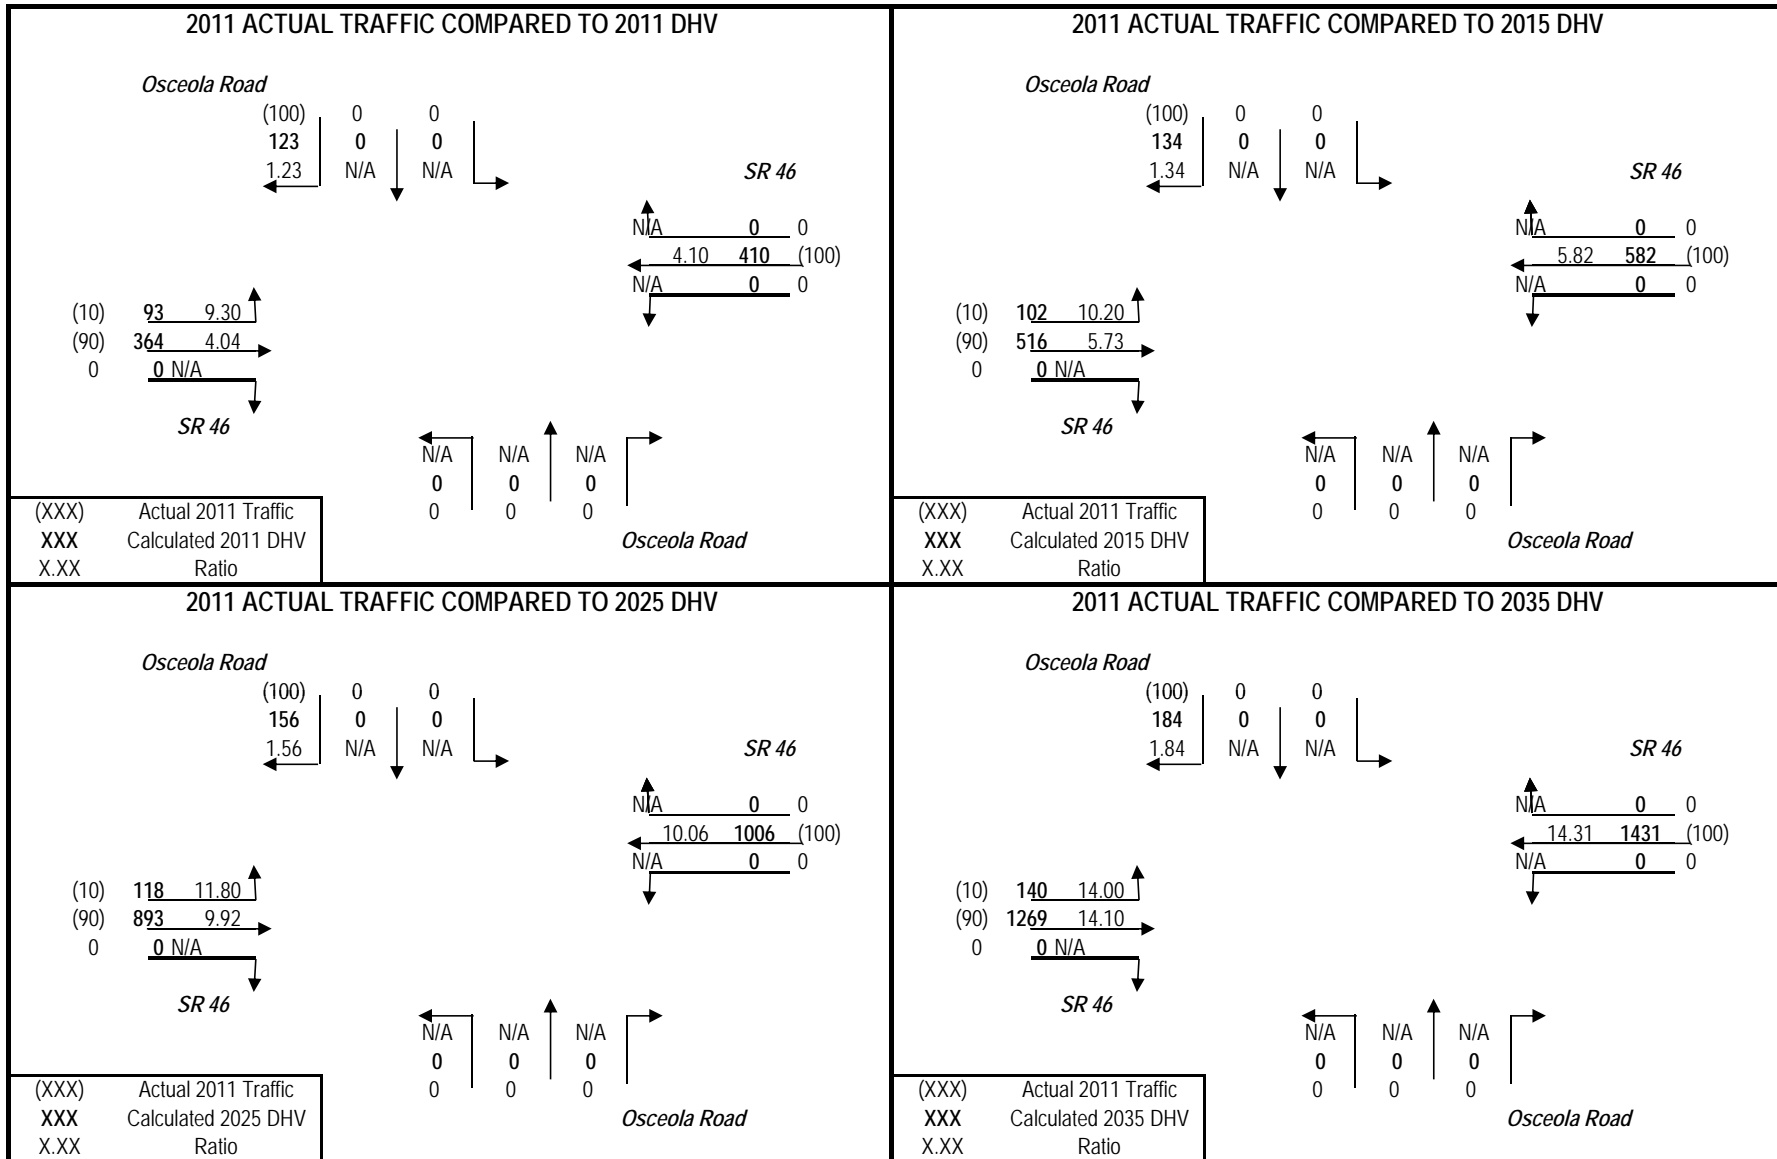 2011 ACTUAL TRAFFIC COMPARED TO 2011 DHV
Osceola Road
(100) 0 0
123 0 0
1.23 N/A N/A
SR 46
N/A 0 0
4.10 410 (100)
N/A 0 0
(10) 93 9.30
(90) 364 4.04
0 0 N/A
SR 46
N/A N/A N/A
0 0 0
0 0 0
Osceola Road
(XXX) Actual 2011 Traffic
XXX Calculated 2011 DHV
X.XX Ratio
2011 ACTUAL TRAFFIC COMPARED TO 2015 DHV
Osceola Road
(100) 0 0
134 0 0
1.34 N/A N/A
SR 46
N/A 0 0
5.82 582 (100)
N/A 0 0
(10) 102 10.20
(90) 516 5.73
0 0 N/A
SR 46
N/A N/A N/A
0 0 0
0 0 0
Osceola Road
(XXX) Actual 2011 Traffic
XXX Calculated 2015 DHV
X.XX Ratio
2011 ACTUAL TRAFFIC COMPARED TO 2025 DHV
Osceola Road
(100) 0 0
156 0 0
1.56 N/A N/A
SR 46
N/A 0 0
10.06 1006 (100)
N/A 0 0
(10) 118 11.80
(90) 893 9.92
0 0 N/A
SR 46
N/A N/A N/A
0 0 0
0 0 0
Osceola Road
(XXX) Actual 2011 Traffic
XXX Calculated 2025 DHV
X.XX Ratio
2011 ACTUAL TRAFFIC COMPARED TO 2035 DHV
Osceola Road
(100) 0 0
184 0 0
1.84 N/A N/A
SR 46
N/A 0 0
14.31 1431 (100)
N/A 0 0
(10) 140 14.00
(90) 1269 14.10
0 0 N/A
SR 46
N/A N/A N/A
0 0 0
0 0 0
Osceola Road
(XXX) Actual 2011 Traffic
XXX Calculated 2035 DHV
X.XX Ratio